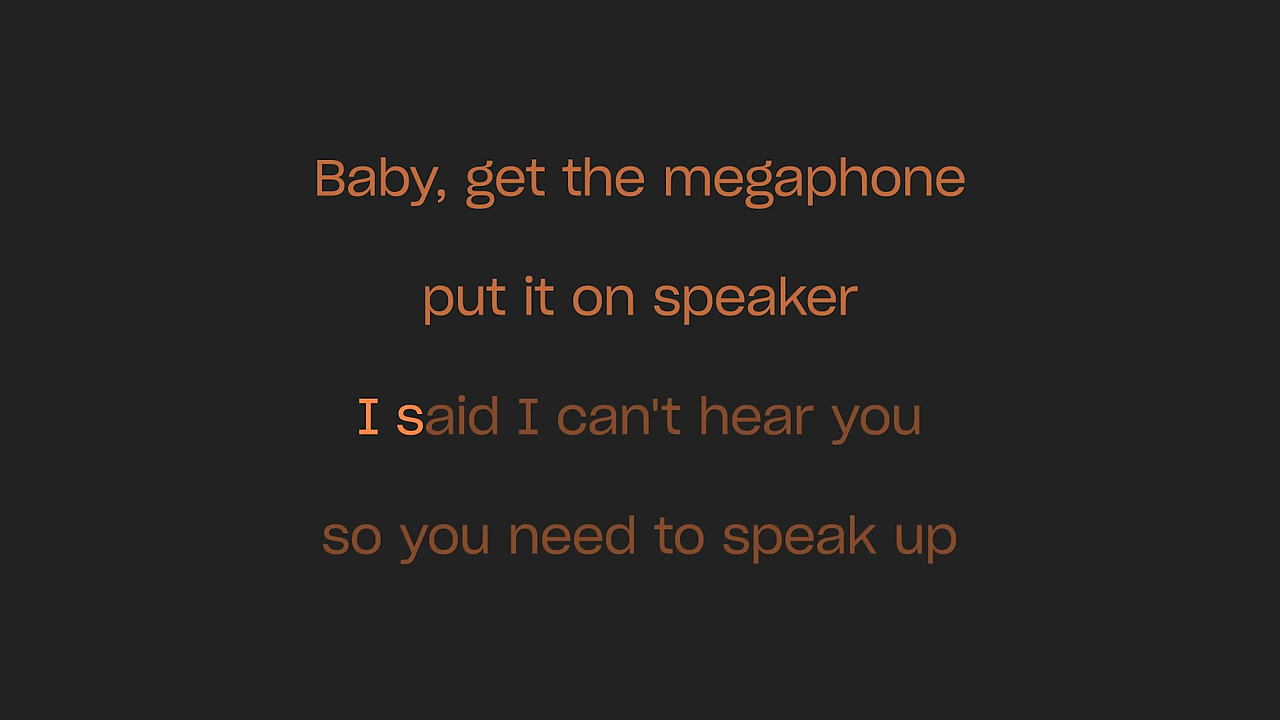 Baby, get the megaphone
put it on speaker
I said I can't hear you
so you need to speak up